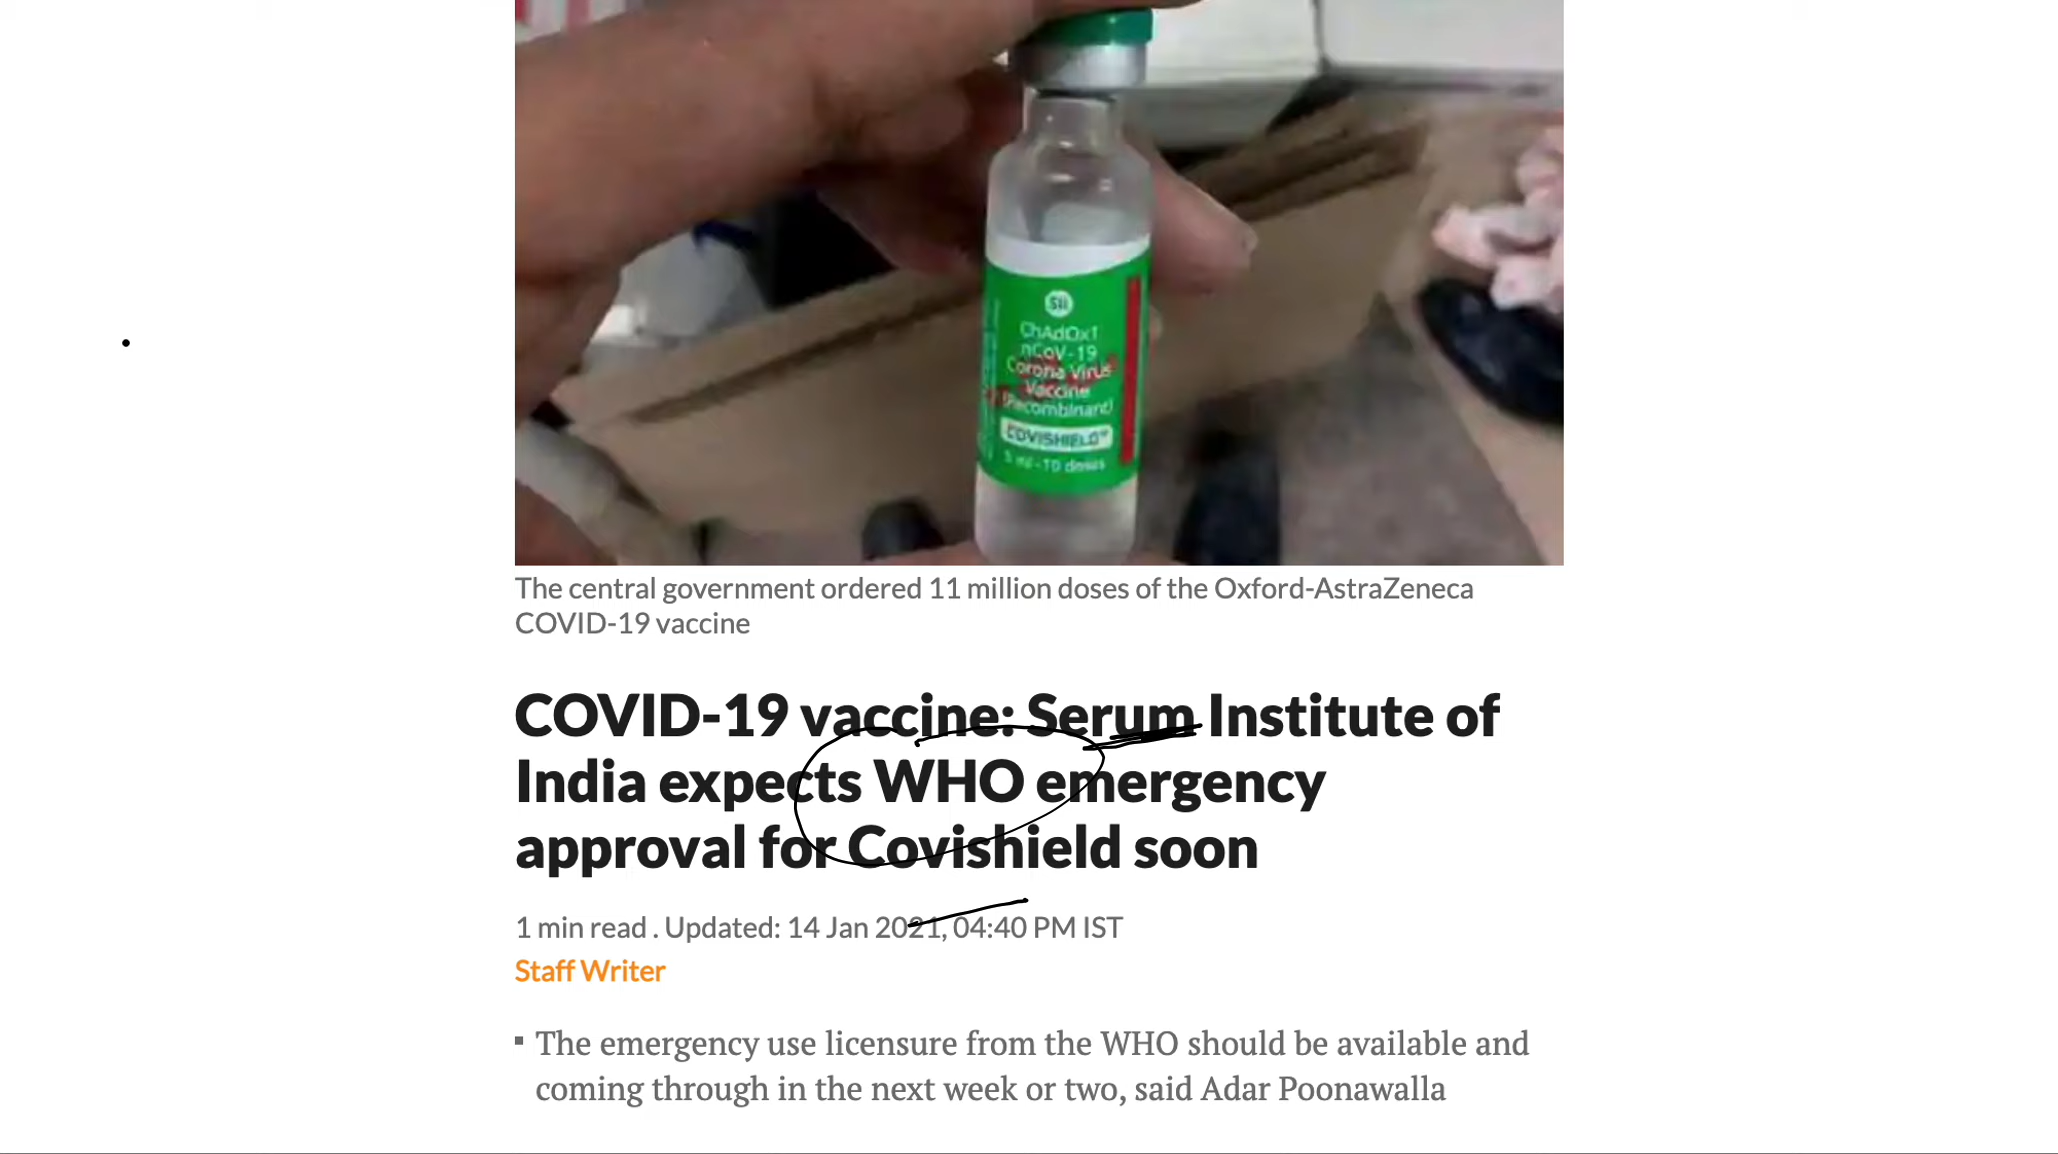 SII
ChAdOx1
nCoV-19
Corona Virus
Vaccine
(Recombinant)
COVISHIELD™
5 ml - 10 doses
The central government ordered 11 million doses of the Oxford-AstraZeneca
COVID-19 vaccine
COVID-19 vaccine: Serum Institute of
India expects WHO emergency
approval for Covishield soon
1 min read . Updated: 14 Jan 2021, 04:40 PM IST
Staff Writer
▪ The emergency use licensure from the WHO should be available and
coming through in the next week or two, said Adar Poonawalla